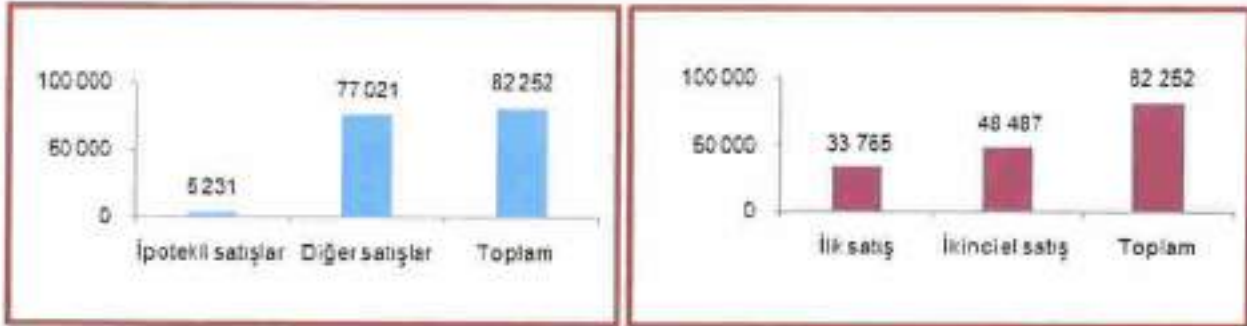 100 000
50 000
0
5 231
77 021
82 252
İpotekli satışlar
Diğer satışlar
Toplam
100 000
50 000
0
33 765
48 487
82 252
İlk satış
İkinci el satış
Toplam